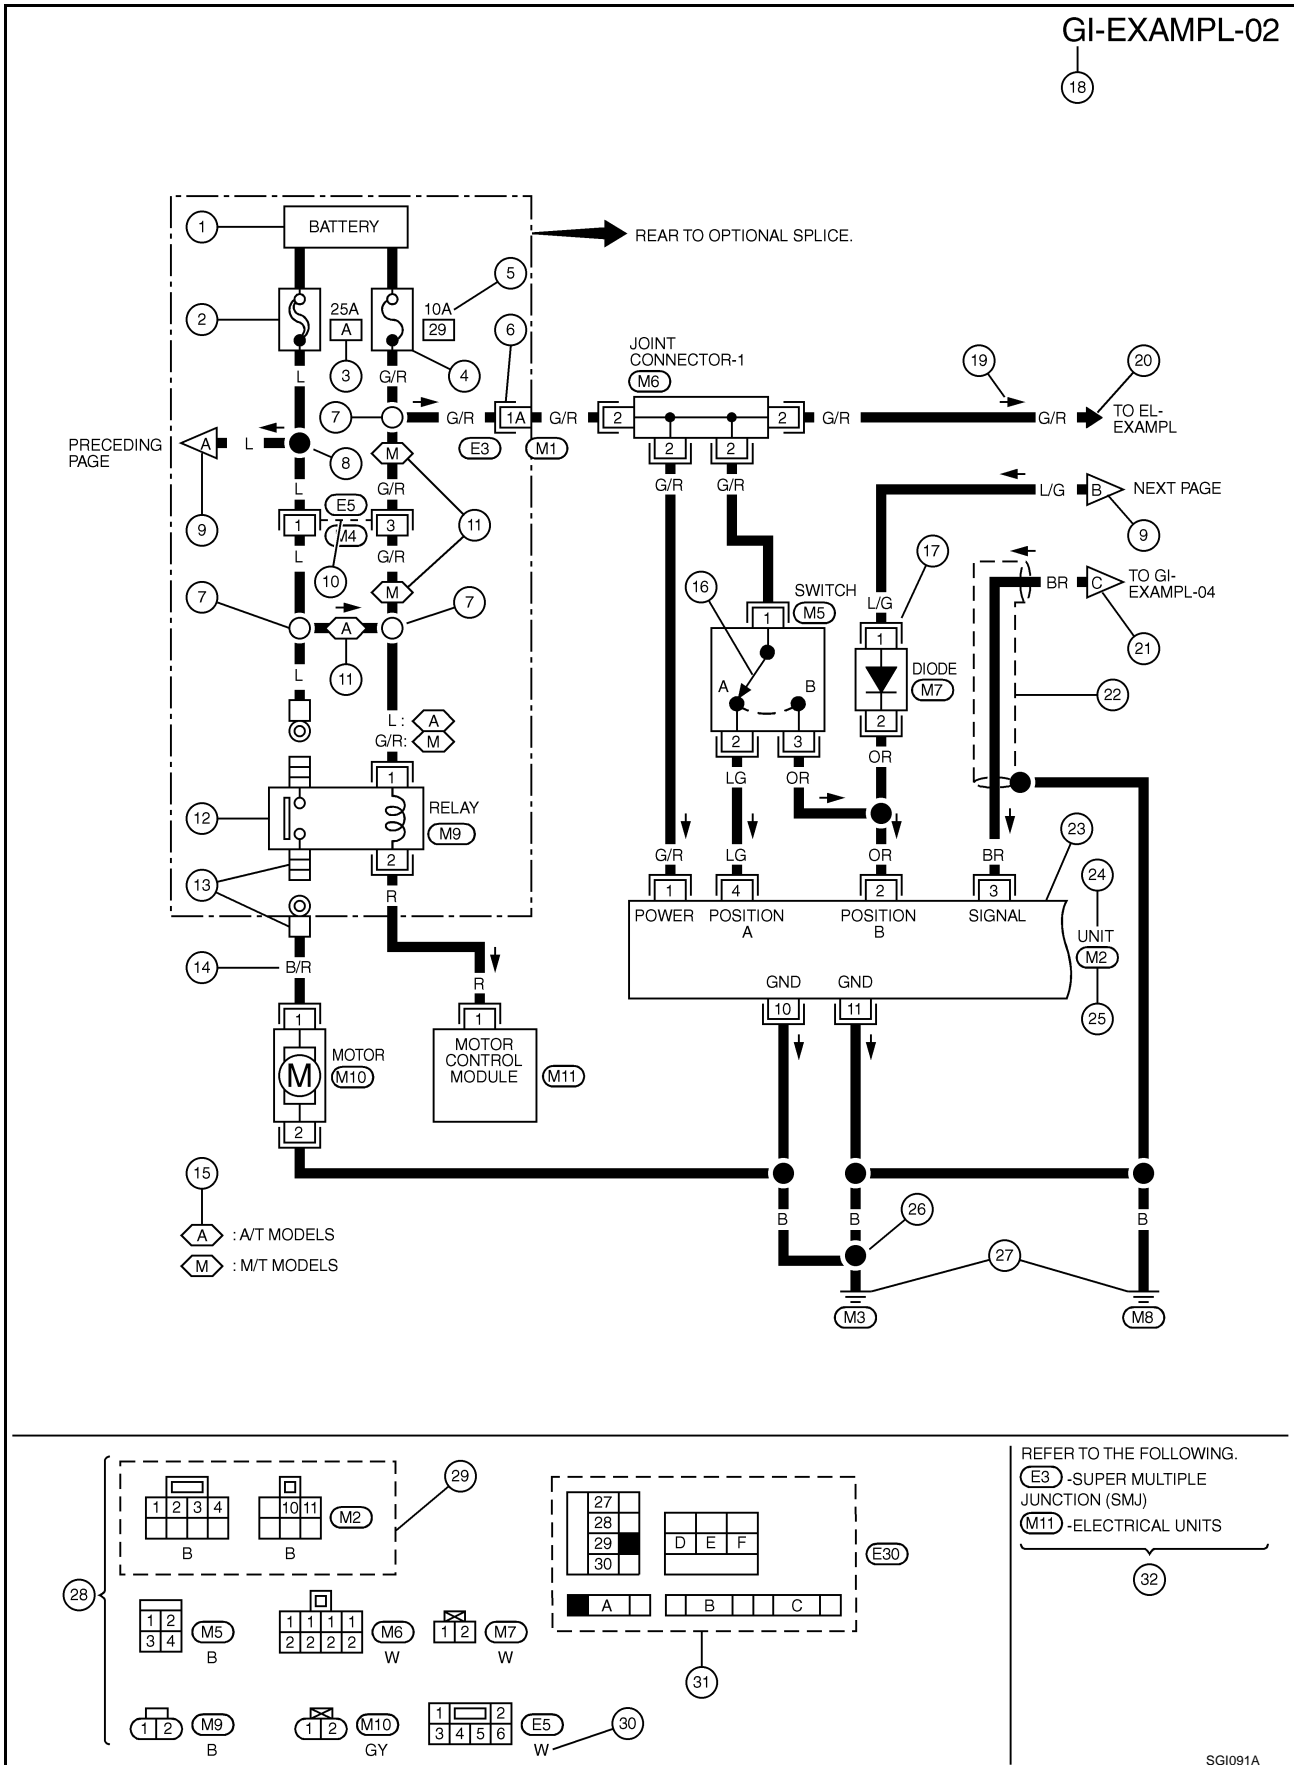 GI-EXAMPL-02
18
1
BATTERY
REAR TO OPTIONAL SPLICE.
2
25A
A
3
10A
29
5
4
6
L
G/R
7
G/R
E3
1A
M1
G/R
JOINT
CONNECTOR-1
M6
2
2
G/R
19
G/R
20
TO EL-
EXAMPL
PRECEDING
PAGE
A
L
8
M
2
2
G/R
G/R
9
L
G/R
E5
1
3
M4
10
11
L
G/R
M
L/G
B
NEXT PAGE
9
17
BR
C
TO GI-
EXAMPL-04
21
7
A
7
11
L
16
SWITCH
M5
1
A
B
2
3
LG
OR
L/G
1
DIODE
M7
2
OR
22
L :
A
G/R:
M
12
1
RELAY
M9
2
13
R
G/R
LG
OR
BR
23
24
1
4
2
3
POWER
POSITION
A
POSITION
B
SIGNAL
UNIT
M2
25
GND
GND
10
11
14
B/R
R
1
1
MOTOR
M10
M
2
MOTOR
CONTROL
MODULE
M11
15
A
: A/T MODELS
M
: M/T MODELS
B
B
B
26
27
M3
M8
28
1 2 3 4
B
10 11
B
M2
29
27
28
29
30
D E F
A
B
C
E30
31
1 2
3 4
M5
B
1 1 1 1
2 2 2 2
M6
W
1 2
M7
W
1 2
M9
B
1 2
M10
GY
1 2
3 4 5 6
E5
W
30
REFER TO THE FOLLOWING.
E3 -SUPER MULTIPLE
JUNCTION (SMJ)
M11 -ELECTRICAL UNITS
32
SGI091A